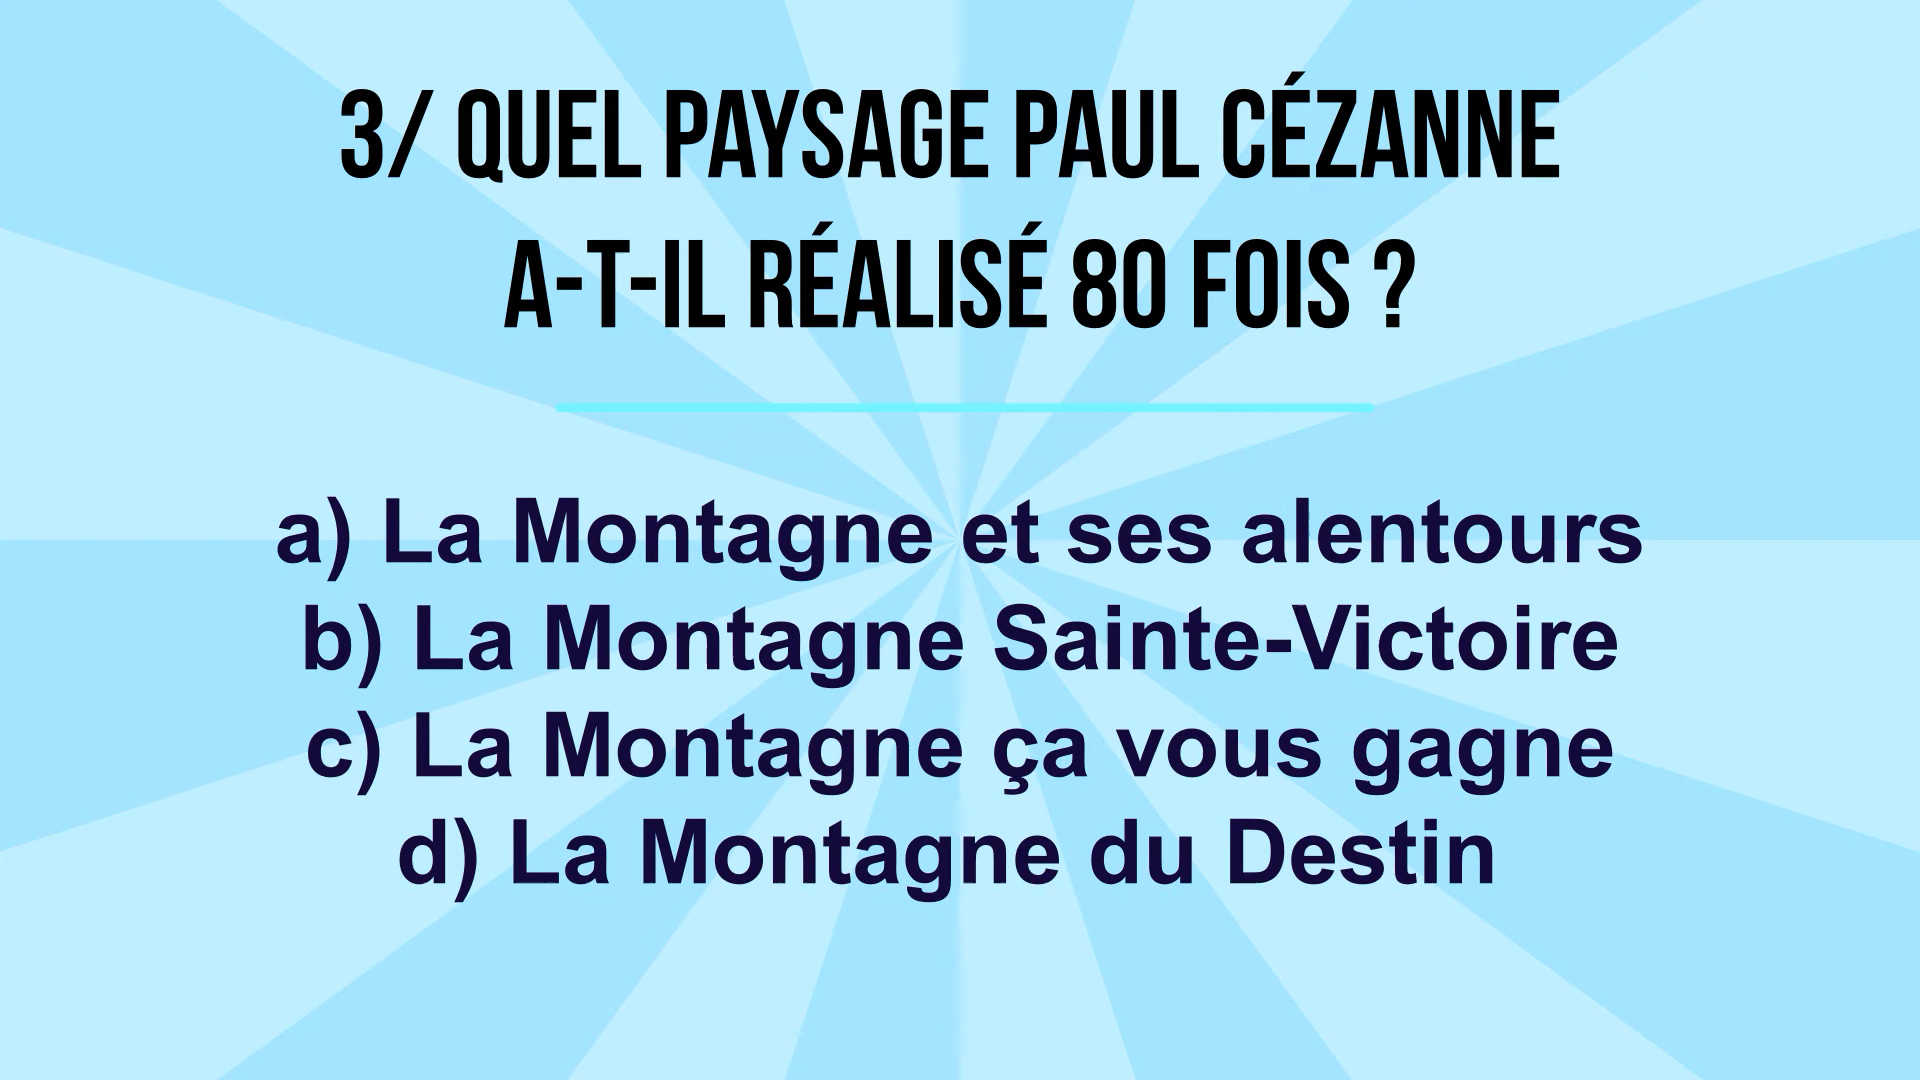 3/ QUEL PAYSAGE PAUL CÉZANNE
A-T-IL RÉALISÉ 80 FOIS ?
a) La Montagne et ses alentours
b) La Montagne Sainte-Victoire
c) La Montagne ça vous gagne
d) La Montagne du Destin